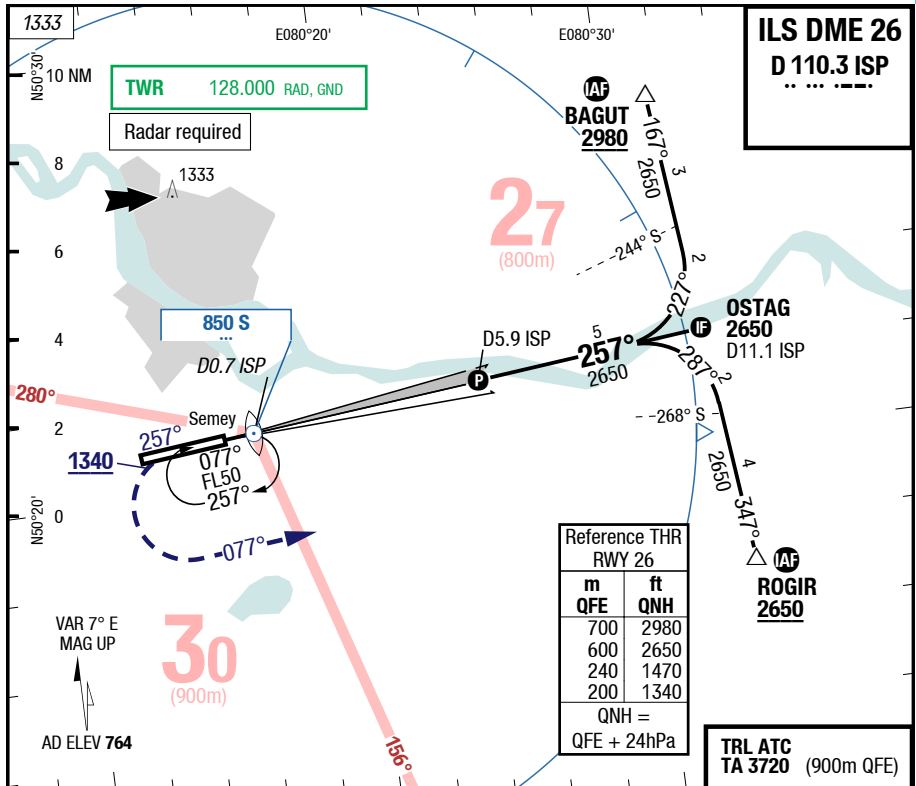 1333
E080°20'
E080°30'
ILS DME 26
D 110.3 ISP
N50°30'
10 NM
TWR 128.000 RAD, GND
Radar required
IAF
BAGUT
2980
167°
3
2650
8
1333
27
(800m)
244° S
2
6
227°
OSTAG
2650
D11.1 ISP
IF
850 S
4
D0.7 ISP
D5.9 ISP
P
5
257°
2650
287°
2
280°
Semey
268° S
2
257°
1340
077°
FL50
257°
4
2650
347°
N50°20'
0
077°
IAF
ROGIR
2650
Reference THR
RWY 26
m ft
QFE QNH
700 2980
600 2650
240 1470
200 1340
QNH =
QFE + 24hPa
VAR 7° E
MAG UP
30
(900m)
AD ELEV 764
156°
TRL ATC
TA 3720 (900m QFE)